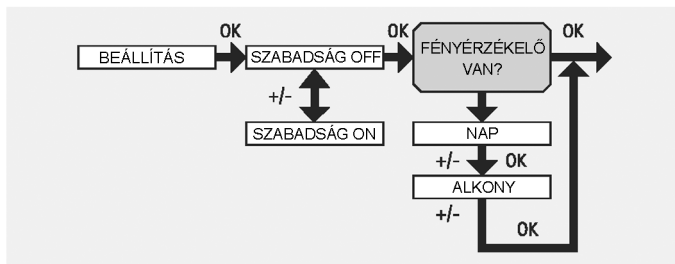 OK
OK
OK
BEÁLLÍTÁS
SZABADSÁG OFF
FÉNYÉRZÉKELŐ
VAN?
+/-
SZABADSÁG ON
NAP
+/-
OK
ALKONY
+/-
OK